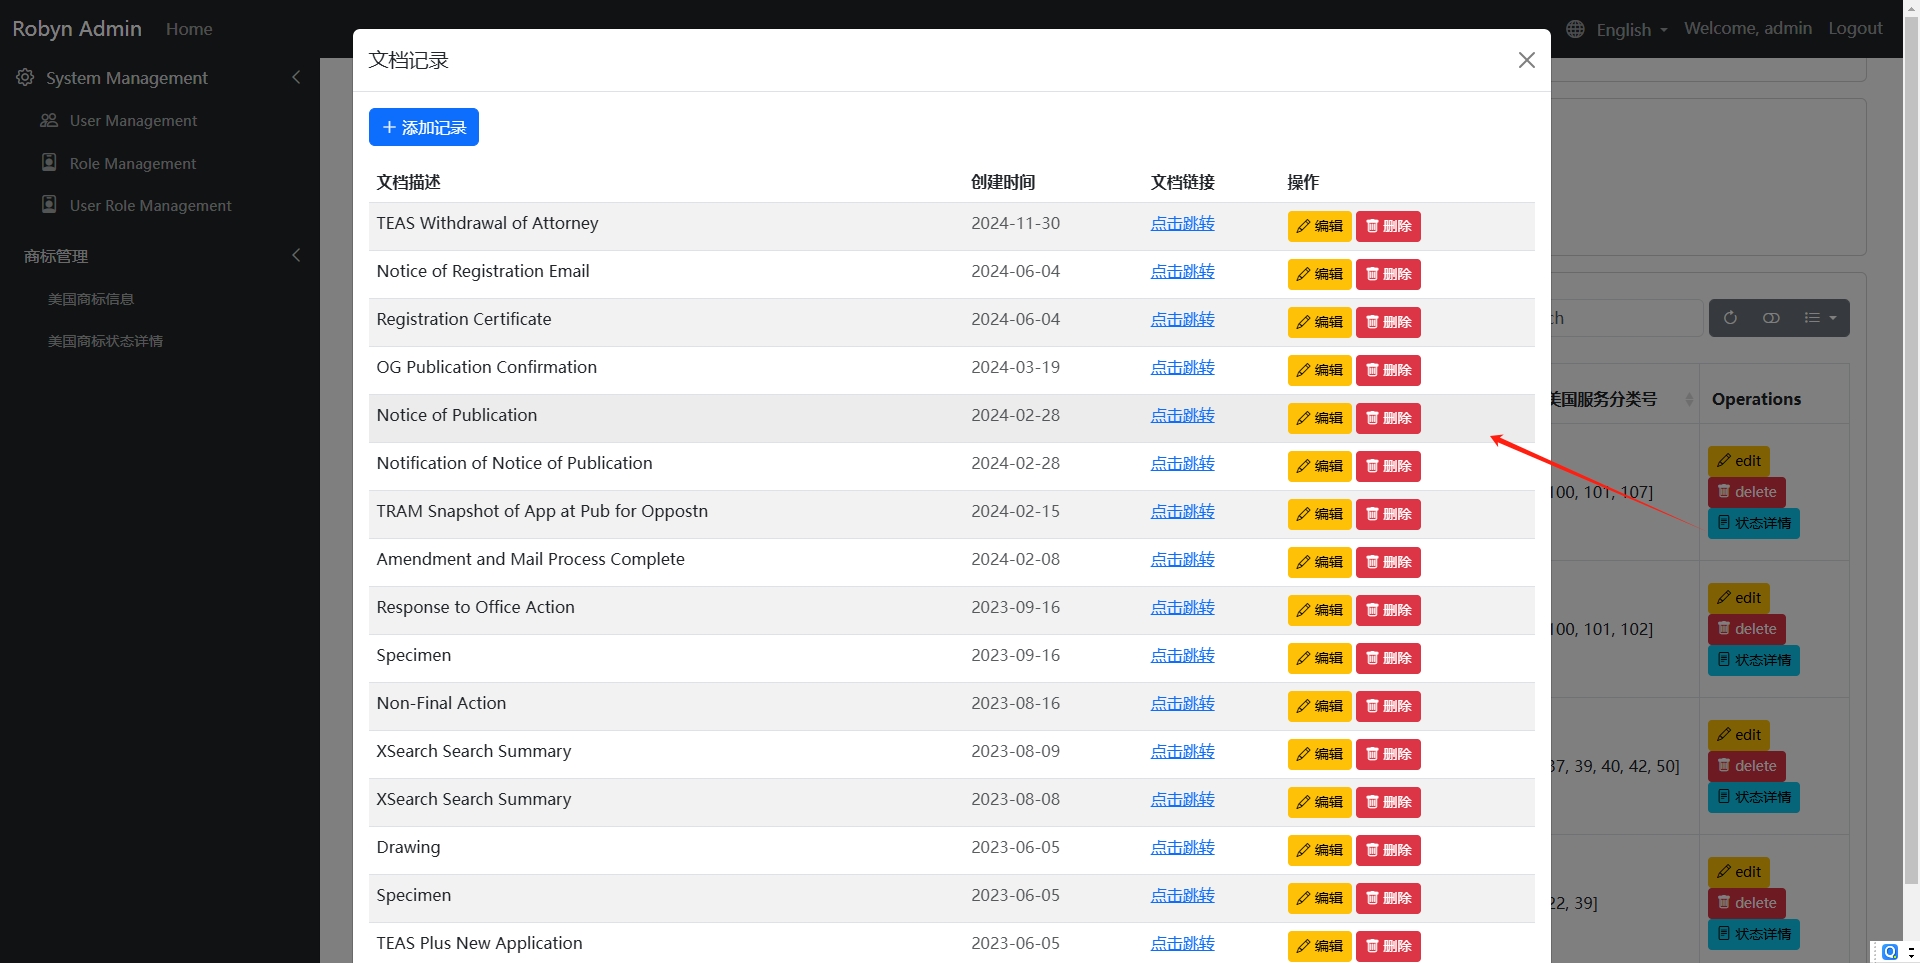 Robyn Admin Home English Welcome, admin Logout
System Management
User Management
Role Management
User Role Management
商标管理
美国商标信息
美国商标状态详情
文档记录
添加记录
文档描述 创建时间 文档链接 操作
TEAS Withdrawal of Attorney 2024-11-30 点击跳转 编辑 删除
Notice of Registration Email 2024-06-04 点击跳转 编辑 删除
Registration Certificate 2024-06-04 点击跳转 编辑 删除
OG Publication Confirmation 2024-03-19 点击跳转 编辑 删除
Notice of Publication 2024-02-28 点击跳转 编辑 删除
Notification of Notice of Publication 2024-02-28 点击跳转 编辑 删除
TRAM Snapshot of App at Pub for Oppostn 2024-02-15 点击跳转 编辑 删除
Amendment and Mail Process Complete 2024-02-08 点击跳转 编辑 删除
Response to Office Action 2023-09-16 点击跳转 编辑 删除
Specimen 2023-09-16 点击跳转 编辑 删除
Non-Final Action 2023-08-16 点击跳转 编辑 删除
XSearch Search Summary 2023-08-09 点击跳转 编辑 删除
XSearch Search Summary 2023-08-08 点击跳转 编辑 删除
Drawing 2023-06-05 点击跳转 编辑 删除
Specimen 2023-06-05 点击跳转 编辑 删除
TEAS Plus New Application 2023-06-05 点击跳转 编辑 删除
ch
美国服务分类号 Operations
edit
100, 101, 107] delete
状态详情
edit
100, 101, 102] delete
状态详情
edit
37, 39, 40, 42, 50] delete
状态详情
edit
22, 39] delete
状态详情